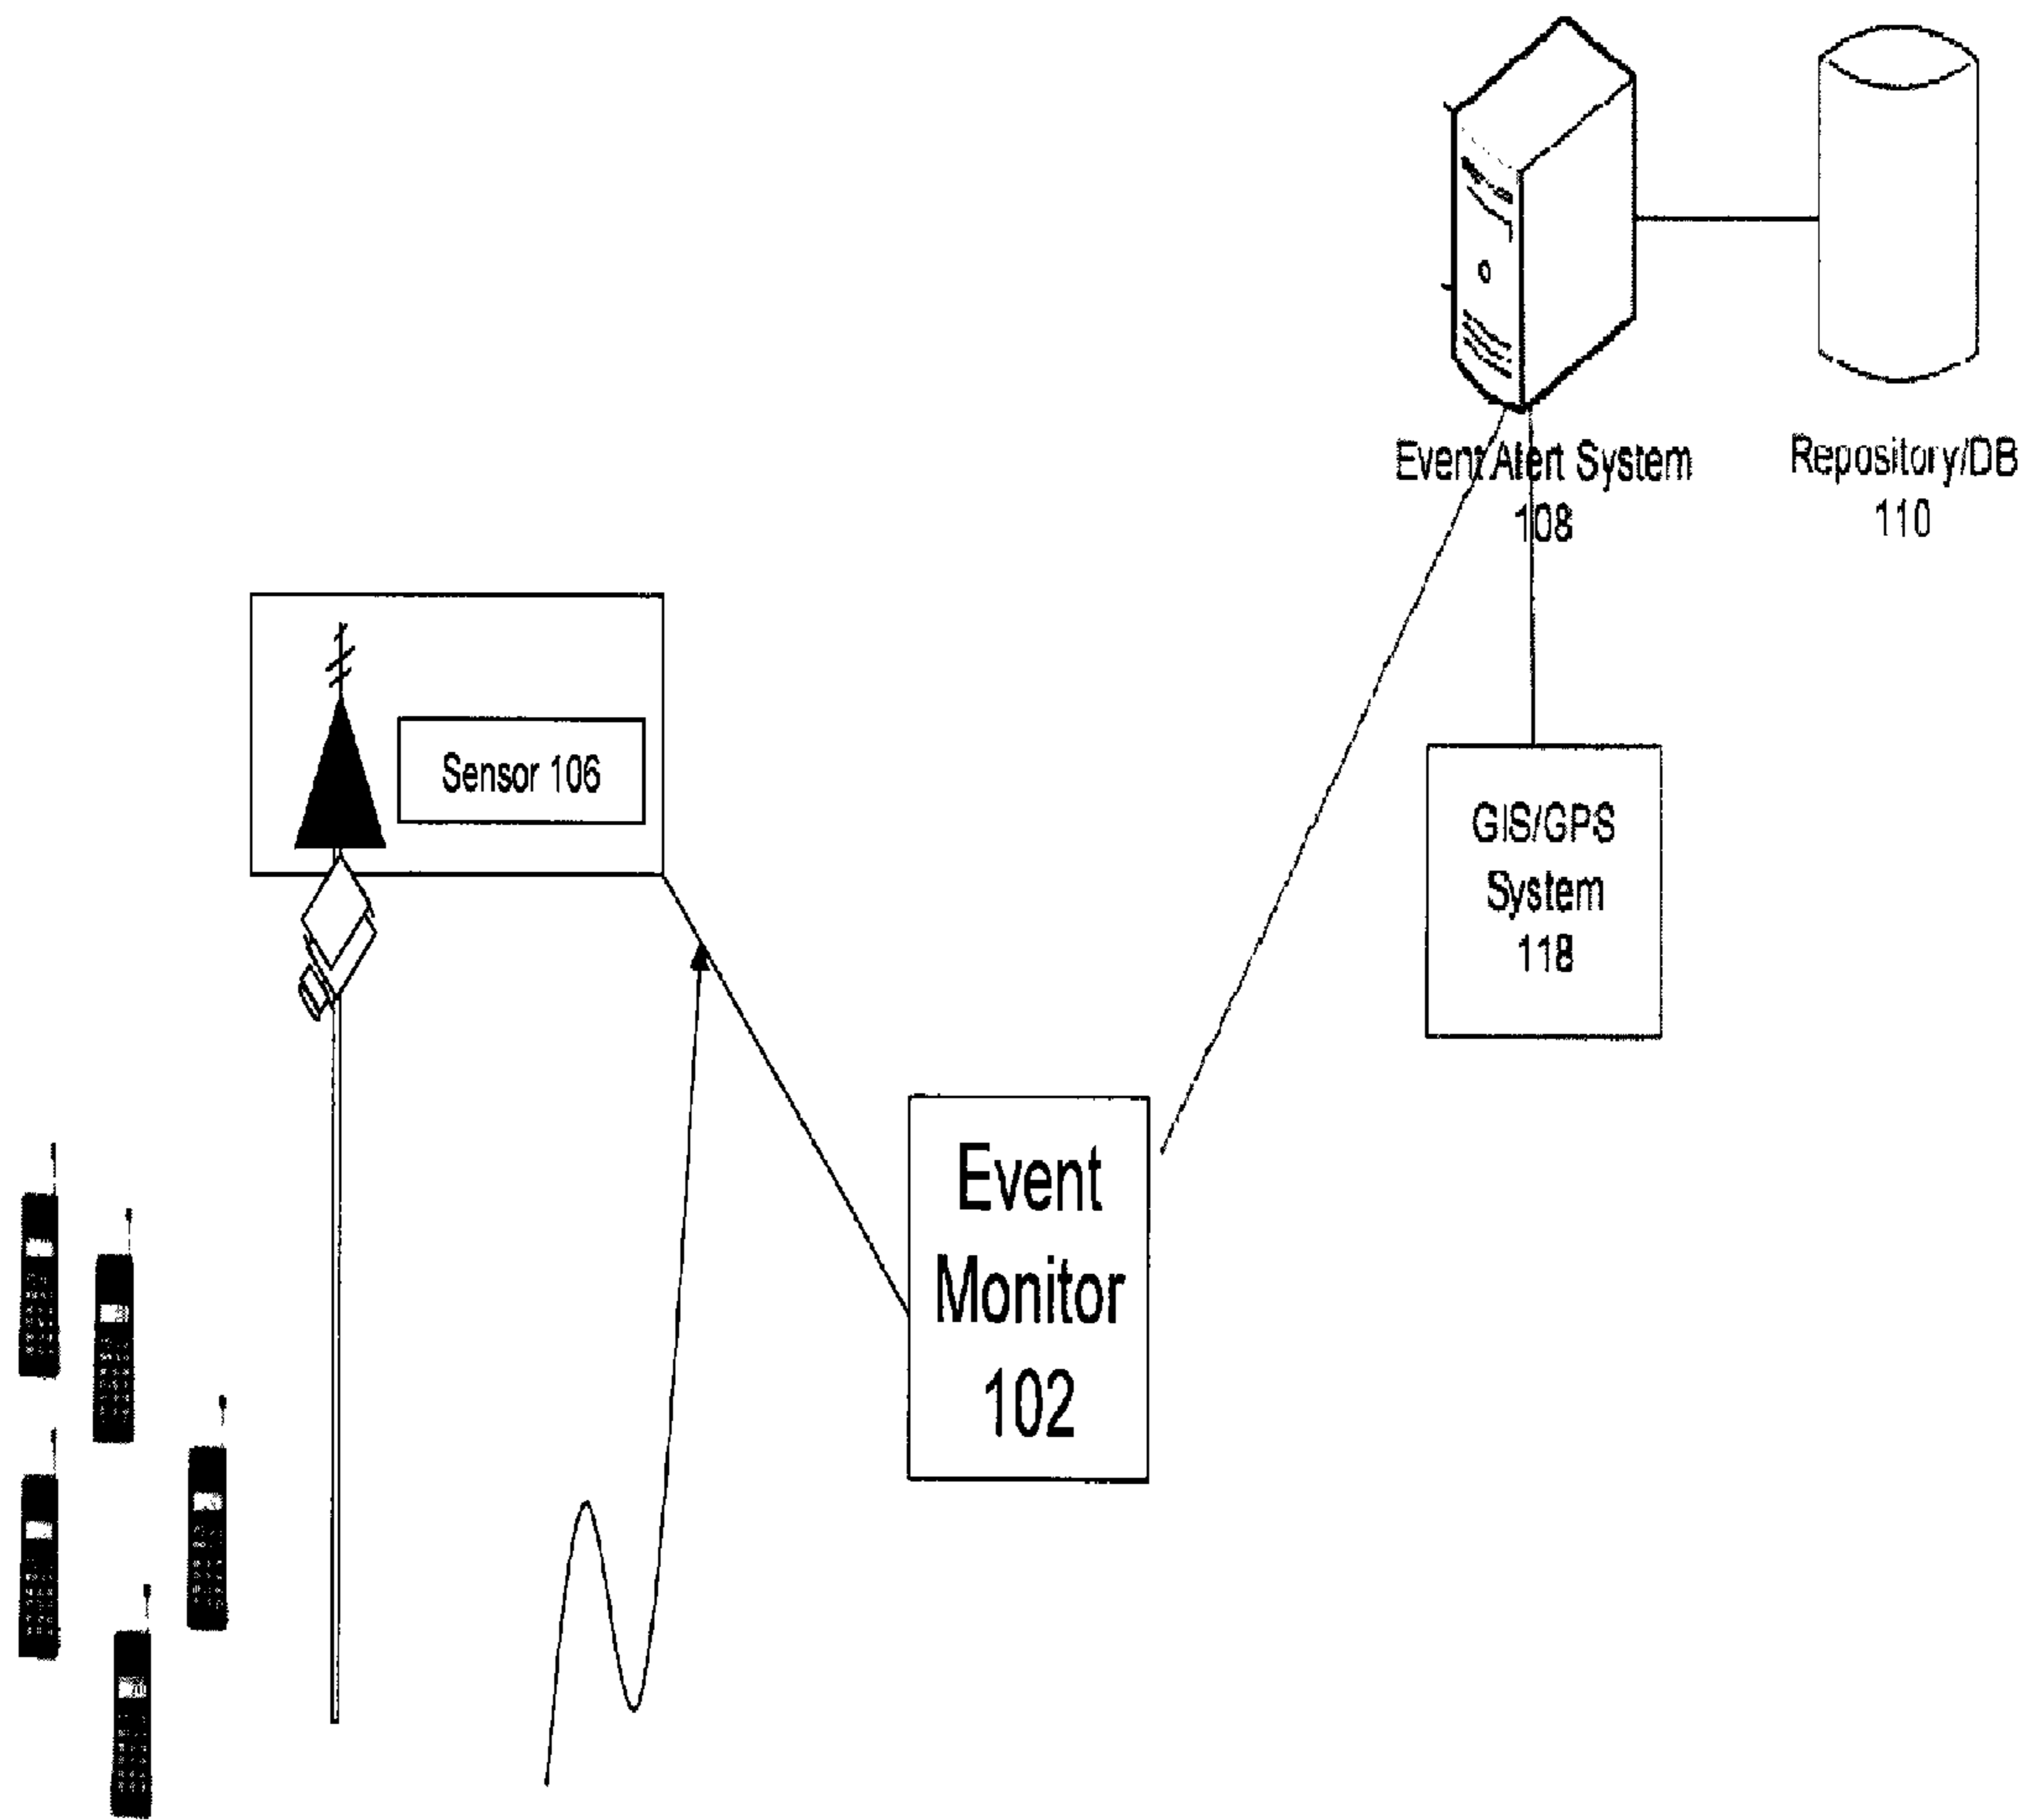 Event Alert System
108
Repository/DB
110
Sensor 106
GIS/GPS
System
118
Event
Monitor
102